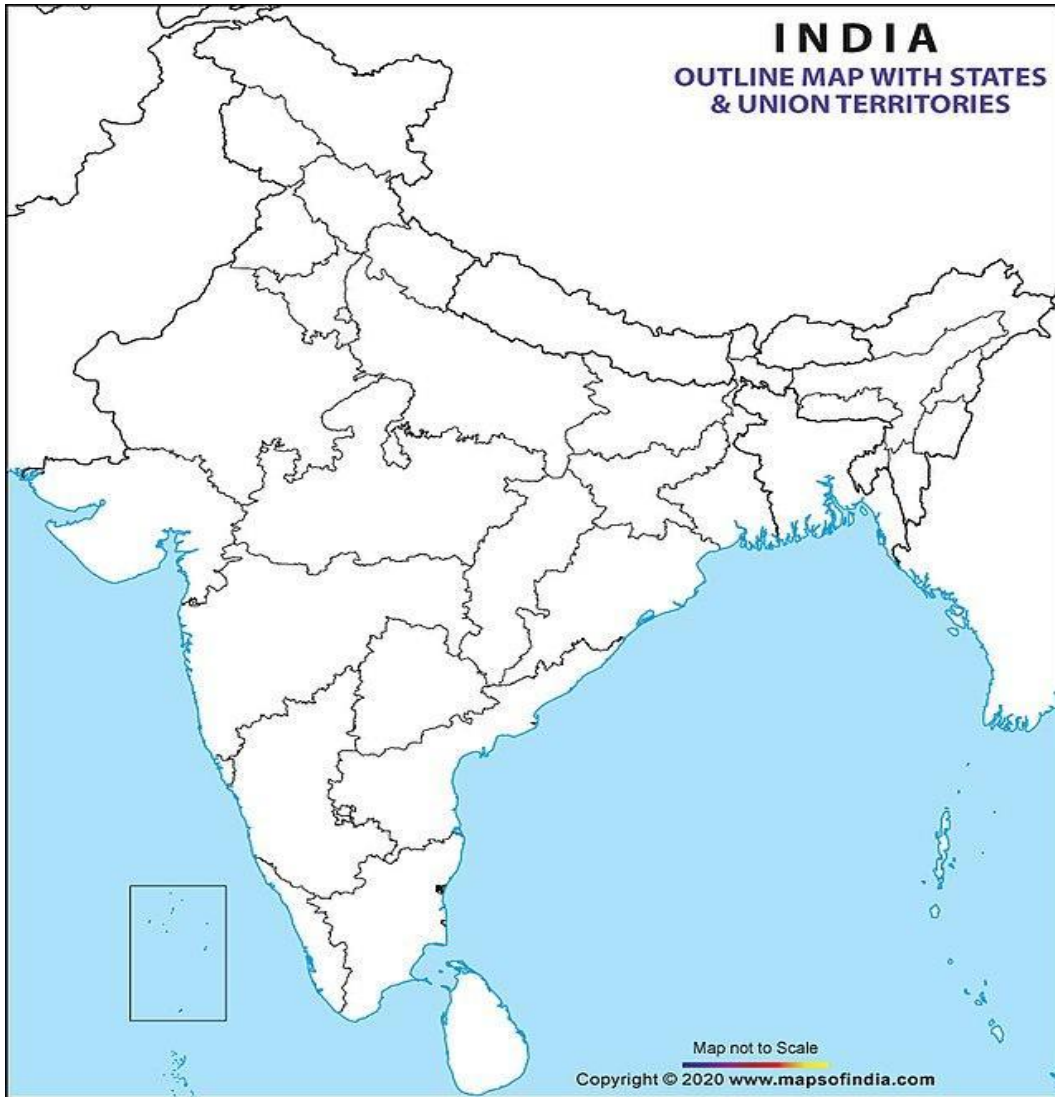 INDIA
OUTLINE MAP WITH STATES
& UNION TERRITORIES
Map not to Scale
Copyright © 2020 www.mapsofindia.com